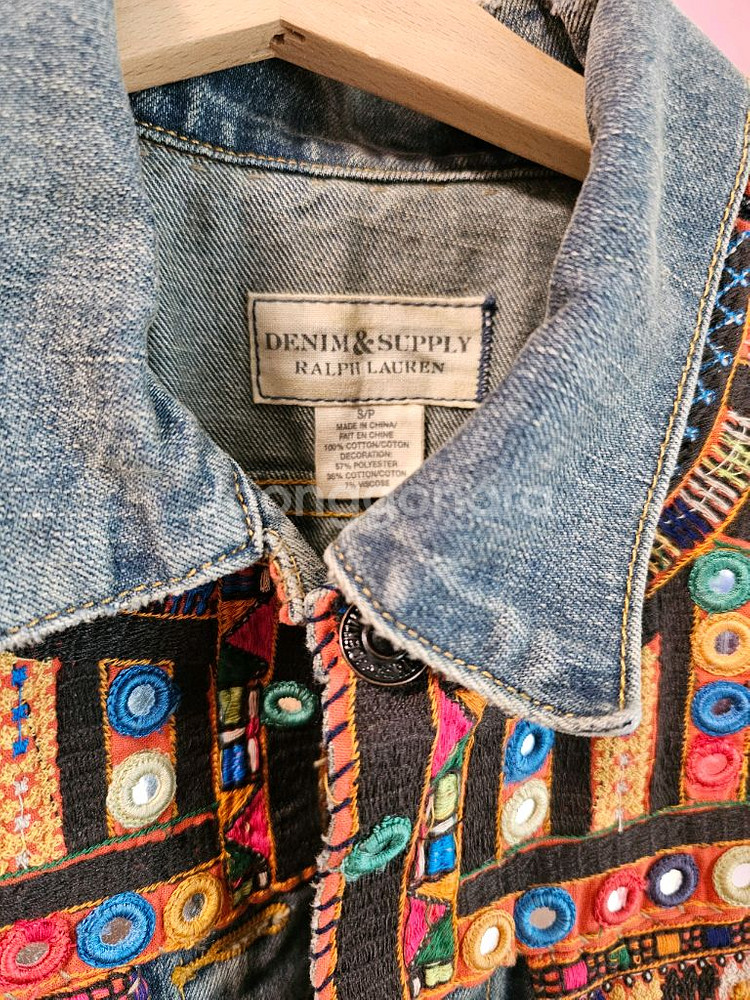 DENIM & SUPPLY
RALPH LAUREN
S/P
MADE IN CHINA/
FAIT EN CHINE
100% COTTON/COTON
DECORATION:
57% POLYESTER
36% COTTON/COTON
7% VISCOSE